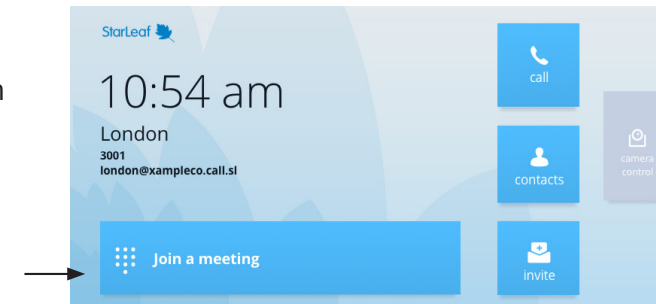 StarLeaf
n
10:54 am
London
3001
london@xampleco.call.sl
Join a meeting
call
contacts
invite
camera
control